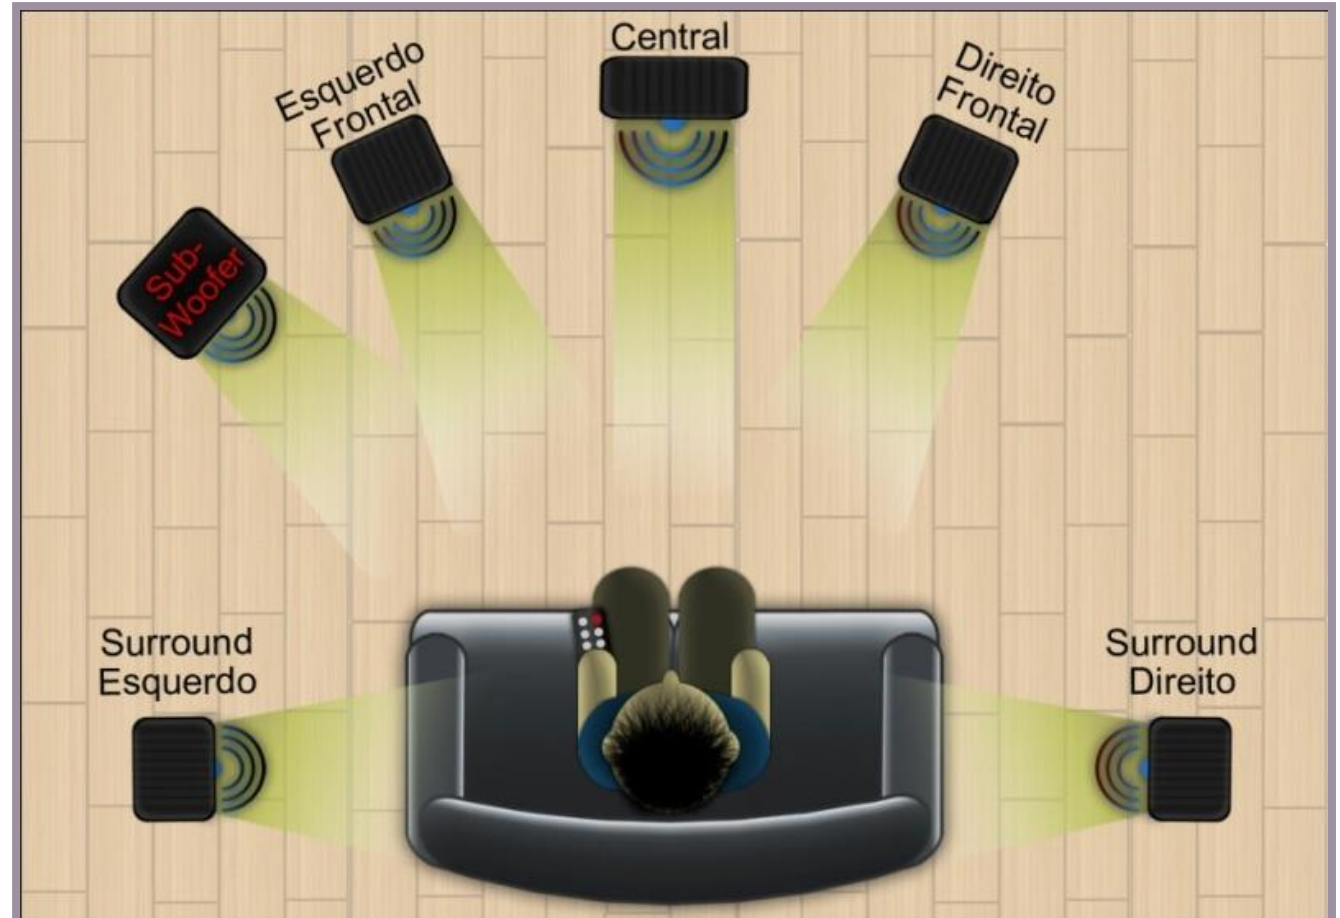 Central
Esquerdo
Frontal
Direito
Frontal
Sub-
Woofer
Surround
Esquerdo
Surround
Direito